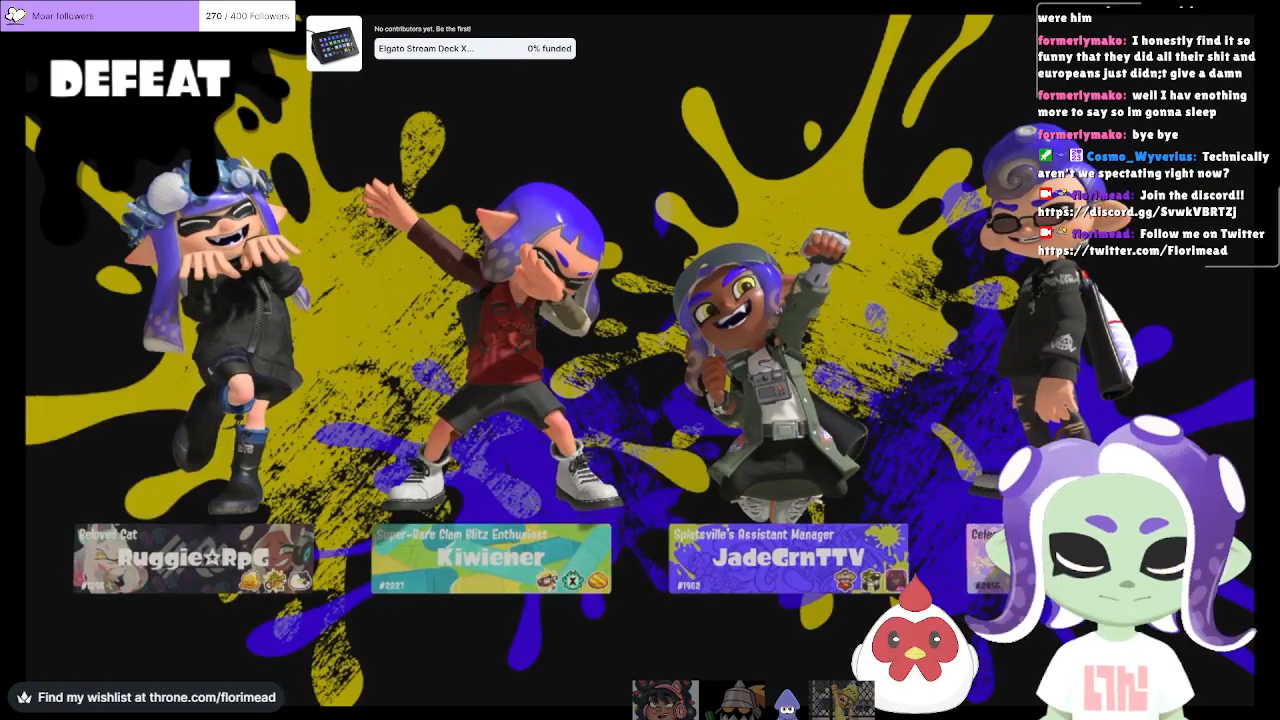 Moar followers
270 / 400 Followers
No contributors yet. Be the first!
Elgato Stream Deck X...
0% funded
DEFEAT
were him
formerlymako: I honestly find it so
funny that they did all their shit and
europeans just didn;t give a damn
formerlymako: well I hav enothing
more to say so im gonna sleep
formerlymako: bye bye
Cosmo_Wyverius: Technically
aren't we spectating right now?
florimead: Join the discord!!
https://discord.gg/SvwkVBRTZJ
florimead: Follow me on Twitter
https://twitter.com/Florimead
Beloved Cat
Ruggie☆RpG
Super-Rare Clam Blitz Enthusiast
Kiwiener
#2227
Splatsville's Assistant Manager
JadeGrnTTV
#1962
Find my wishlist at throne.com/florimead